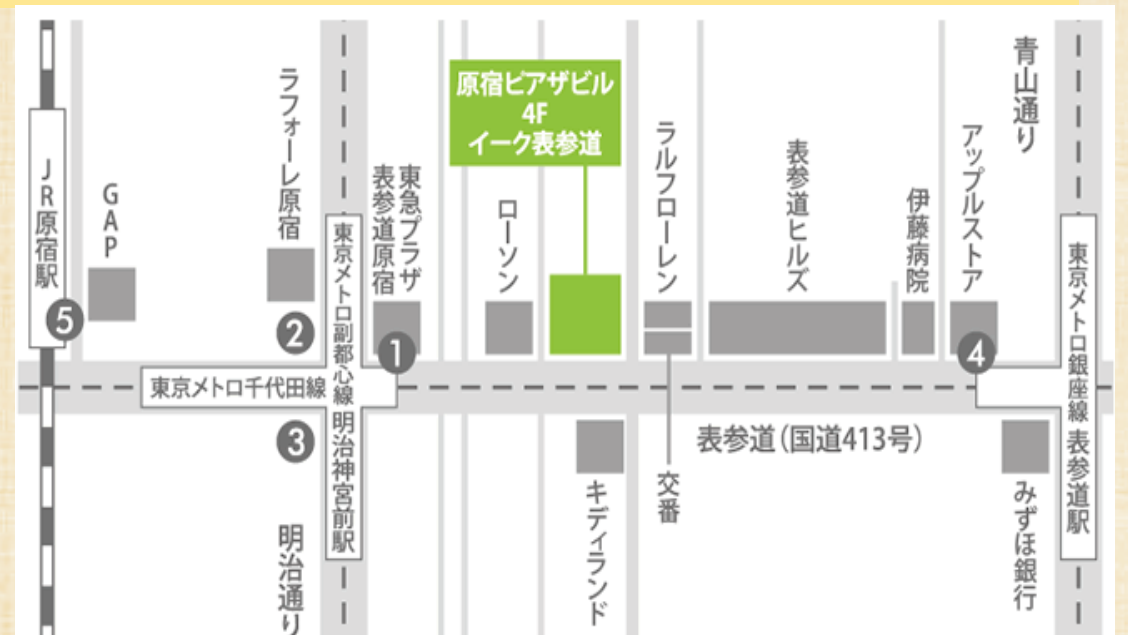 JR原宿駅
❺
GAP
ラフォーレ原宿
❷
❸
東京メトロ副都心線
明治神宮前駅
東京メトロ千代田線
明治通り
東急プラザ
表参道原宿
❶
ローソン
原宿ピアザビル
4F
イーク表参道
キディランド
ラルフローレン
交番
表参道ヒルズ
表参道(国道413号)
伊藤病院
アップルストア
❹
青山通り
東京メトロ銀座線
表参道駅
みずほ銀行